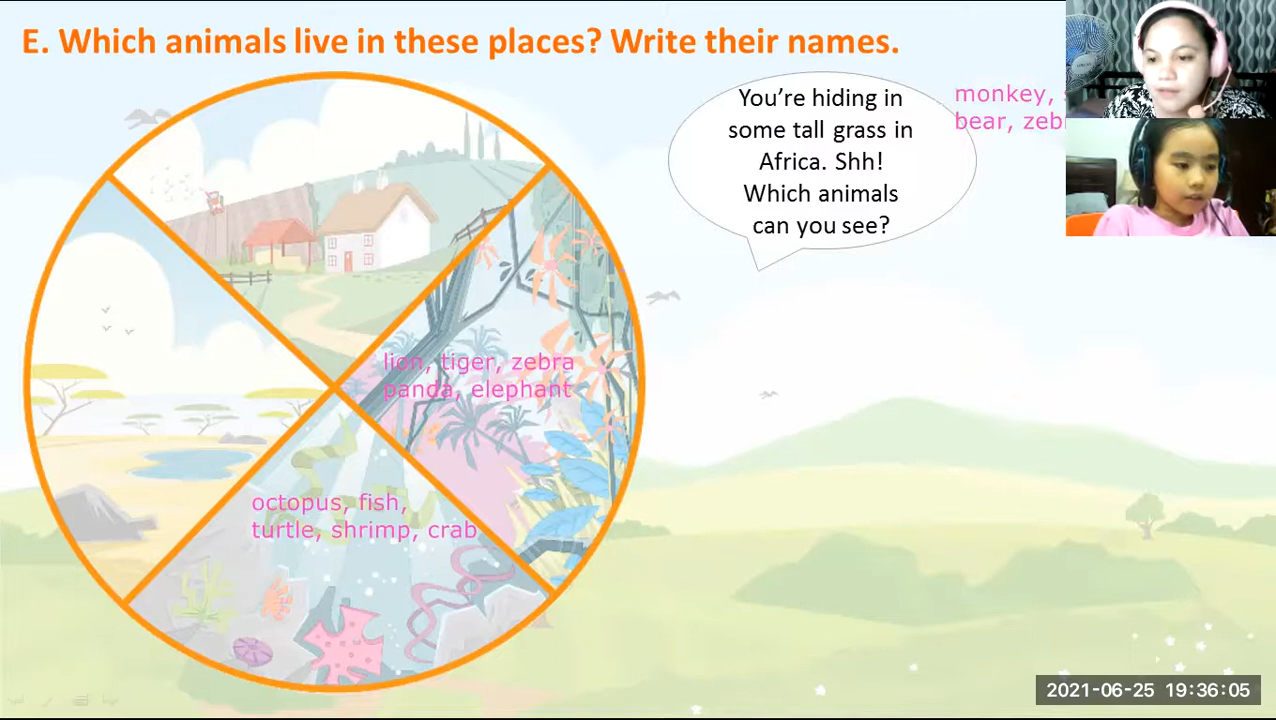 E. Which animals live in these places? Write their names.
You’re hiding in
some tall grass in
Africa. Shh!
Which animals
can you see?
monkey,
bear,
lion, tiger, zebra
panda, elephant
octopus, fish,
turtle, shrimp, crab
2021-06-25 19:36:05